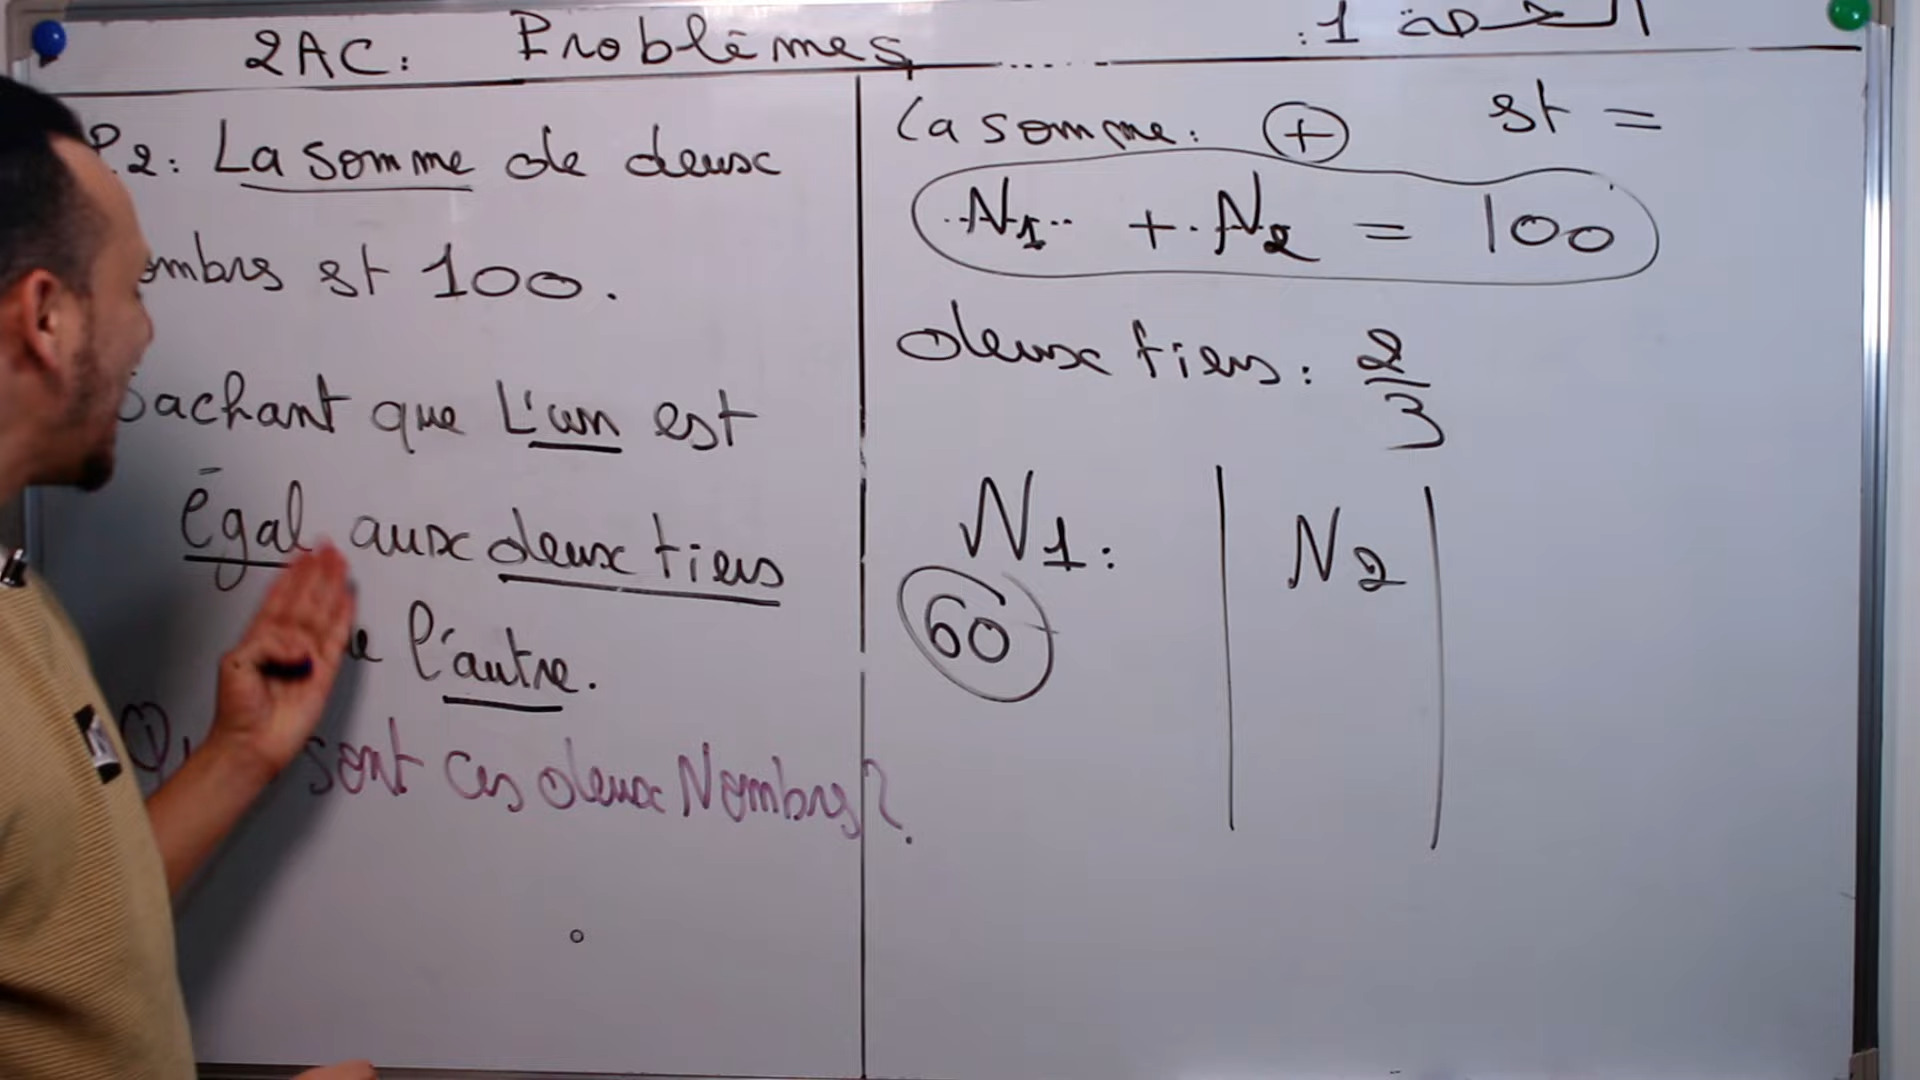 2AC: Problèmes
الحصة 1:
P.2: La somme de deux
ombres st 100.
Sachant que L'un est
égal aux deux tiers
l'autre.
sont ces deux Nombres?
La somme: + st =
..N1.. + .N2 = 100
deux tiers: 2/3
N1: | N2 |
60